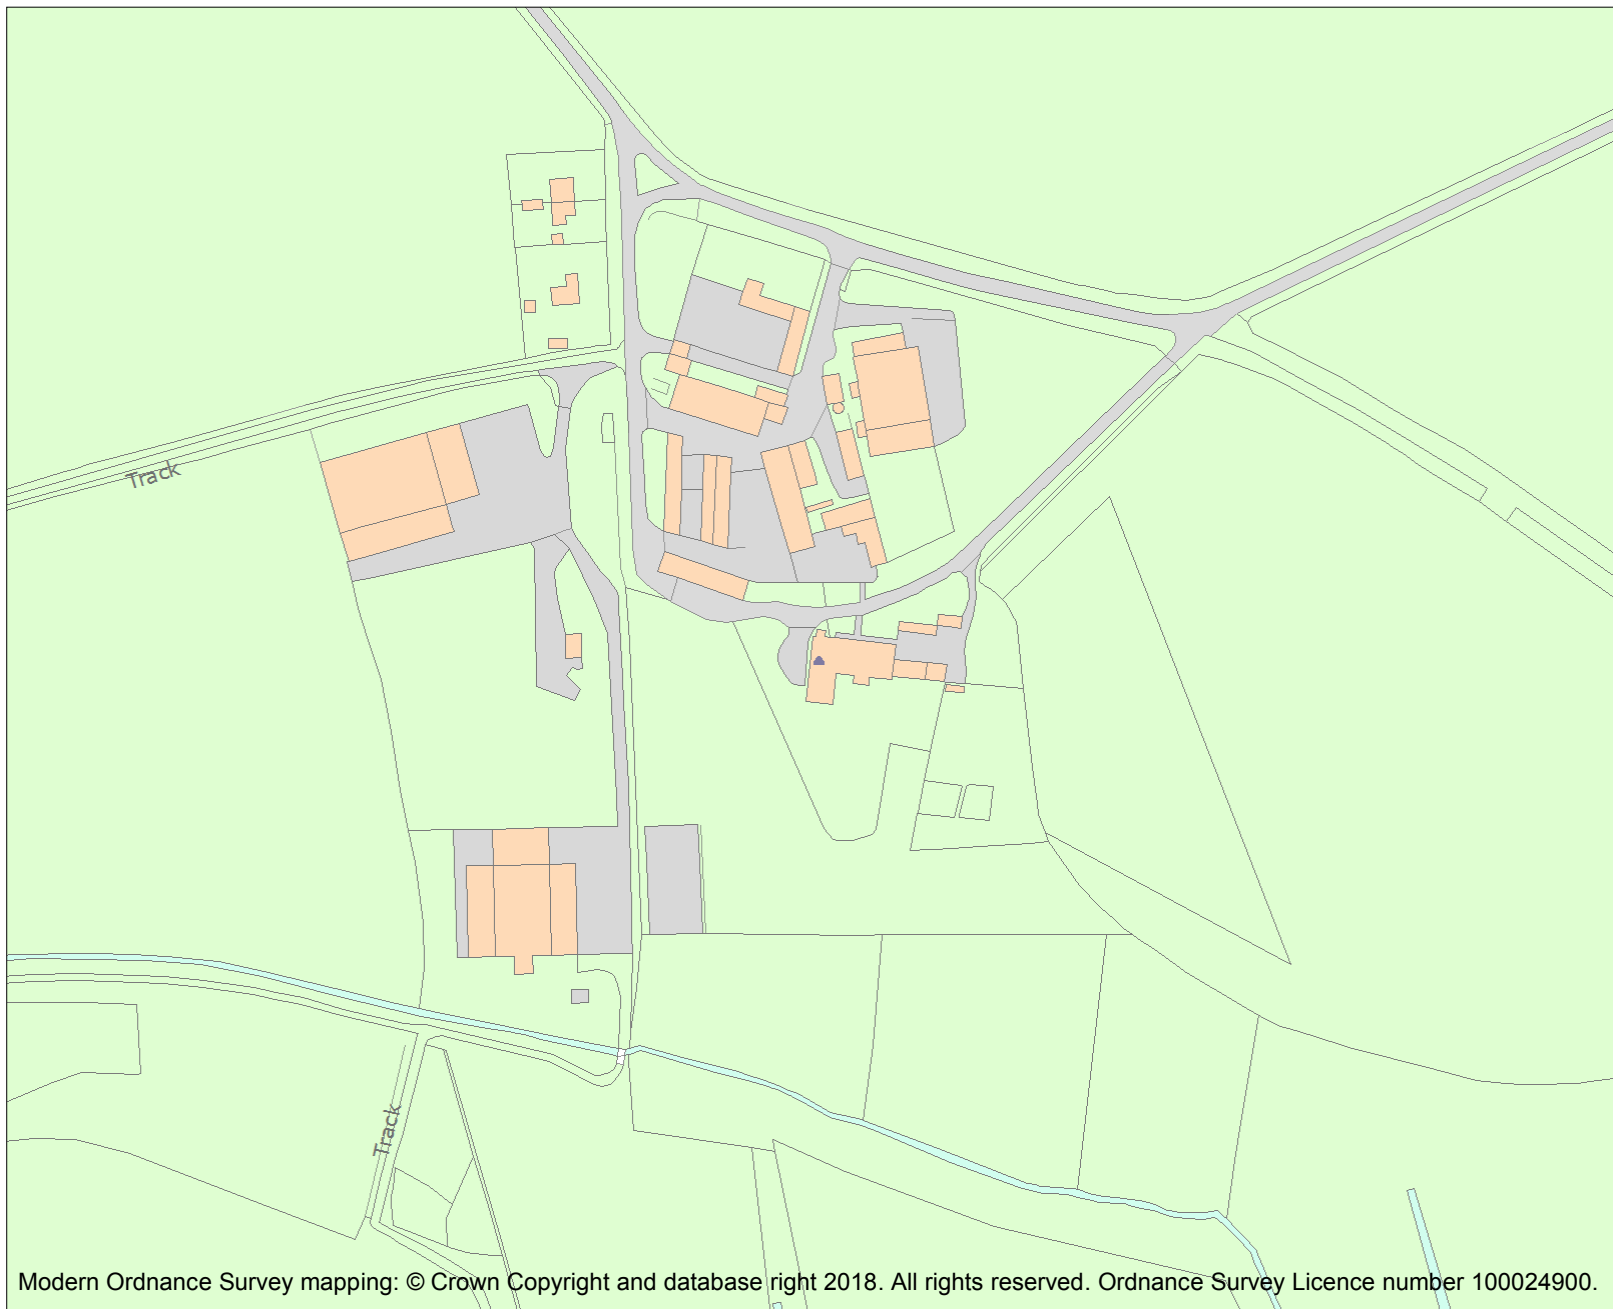 Track
Track
Modern Ordnance Survey mapping: © Crown Copyright and database right 2018. All rights reserved. Ordnance Survey Licence number 100024900.